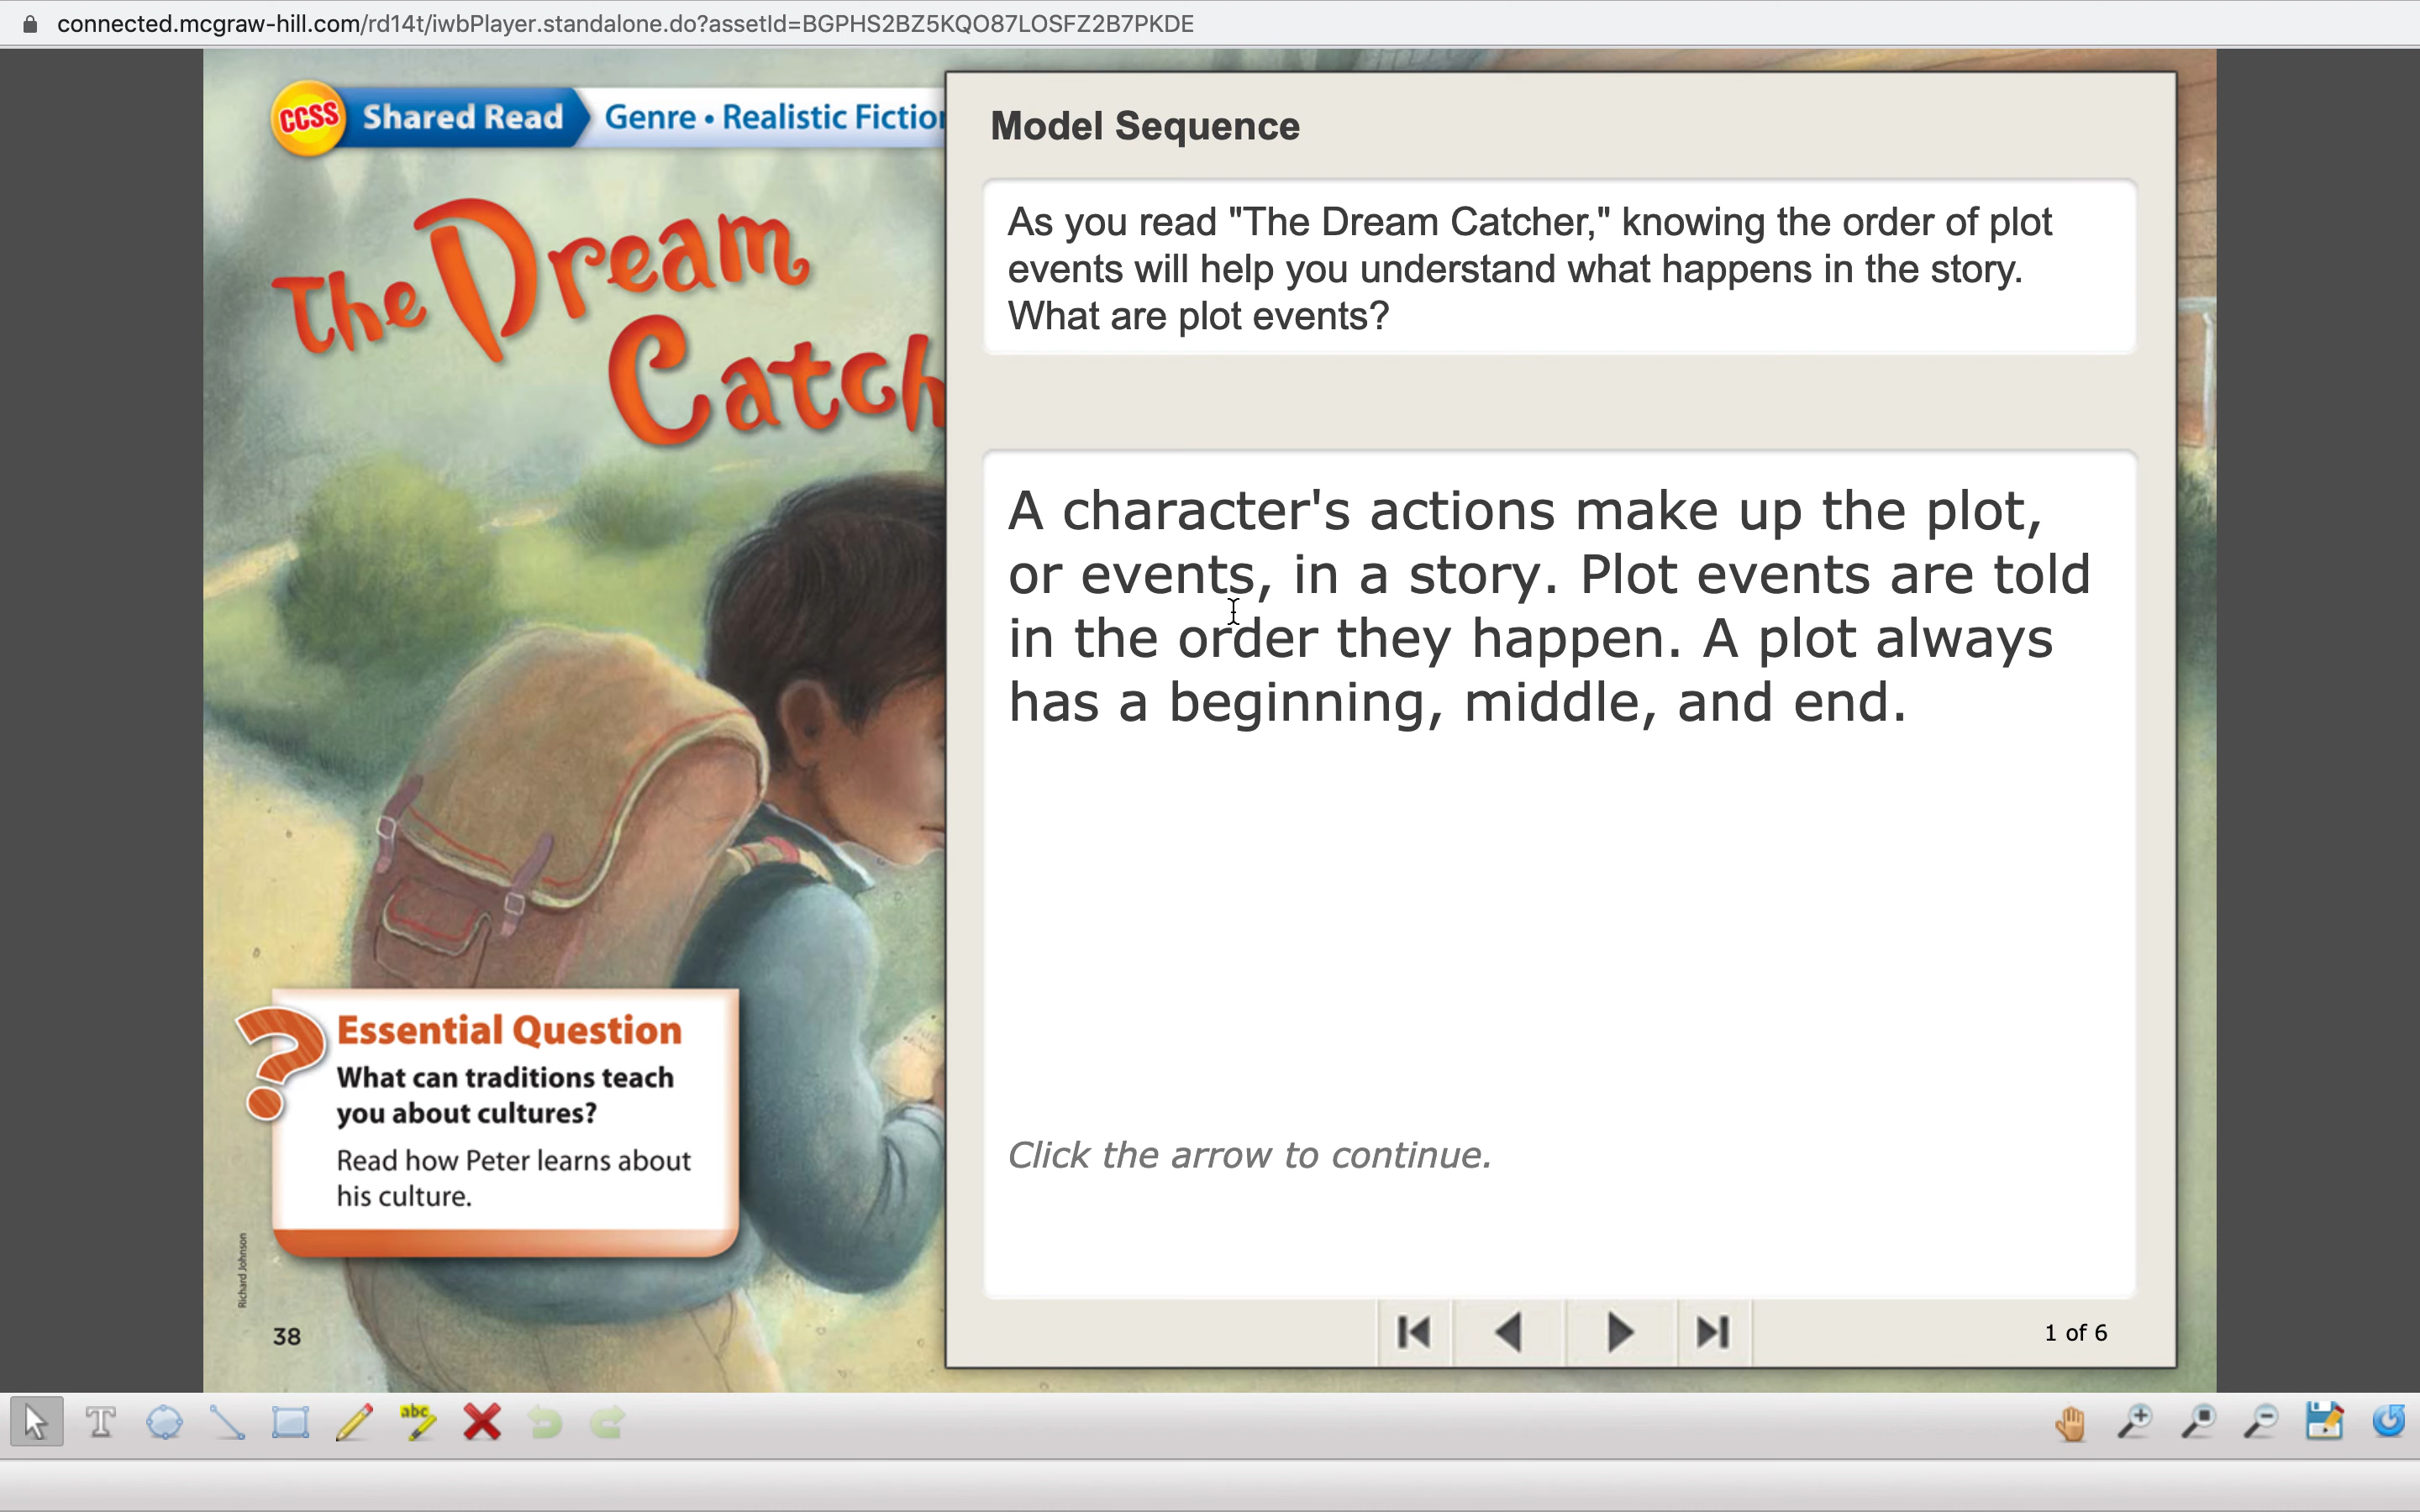 connected.mcgraw-hill.com/rd14t/iwbPlayer.standalone.do?assetId=BGPHS2BZ5KQO87LOSFZ2B7PKDE
CCSS Shared Read Genre • Realistic Fictio
The Dream
Catch
Essential Question
What can traditions teach
you about cultures?
Read how Peter learns about
his culture.
Richard Johnson
38
Model Sequence
As you read "The Dream Catcher," knowing the order of plot
events will help you understand what happens in the story.
What are plot events?
A character's actions make up the plot,
or events, in a story. Plot events are told
in the order they happen. A plot always
has a beginning, middle, and end.
Click the arrow to continue.
1 of 6
T
abc